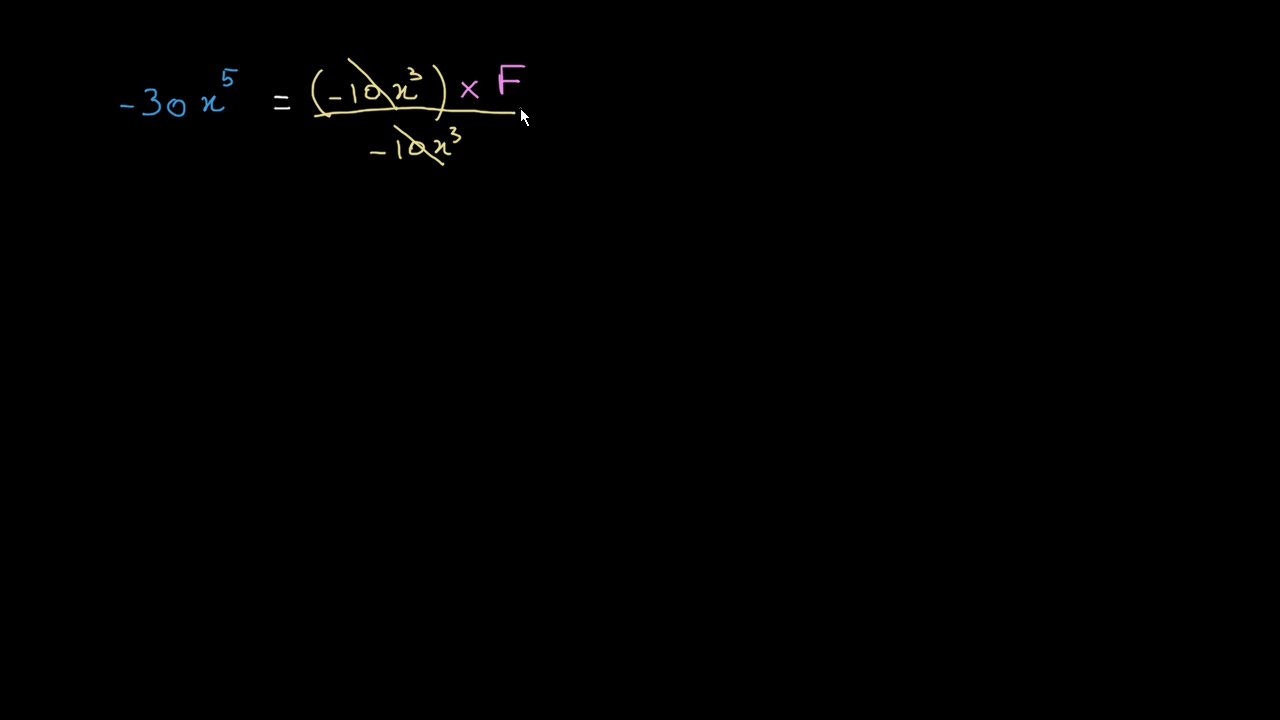 -30x⁵ = (-10x³) × F
-10x³